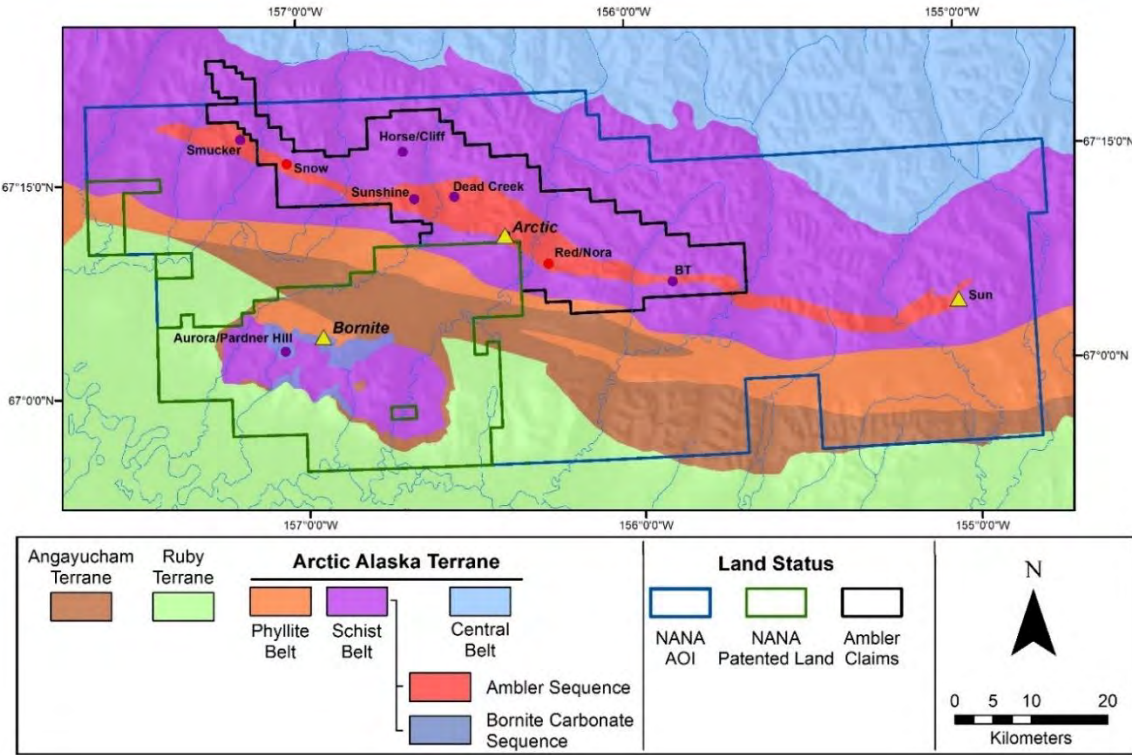 157°0'0"W
156°0'0"W
155°0'0"W
67°15'0"N
67°15'0"N
Horse/Cliff
Smucker
Snow
Sunshine
Dead Creek
Arctic
Red/Nora
BT
Sun
Bornite
Aurora/Pardner Hill
67°0'0"N
67°0'0"N
157°0'0"W
156°0'0"W
155°0'0"W
Angayucham
Terrane
Ruby
Terrane
Arctic Alaska Terrane
Phyllite
Belt
Schist
Belt
Central
Belt
Ambler Sequence
Bornite Carbonate
Sequence
Land Status
NANA
AOI
NANA
Patented Land
Ambler
Claims
N
0 5 10 20
Kilometers